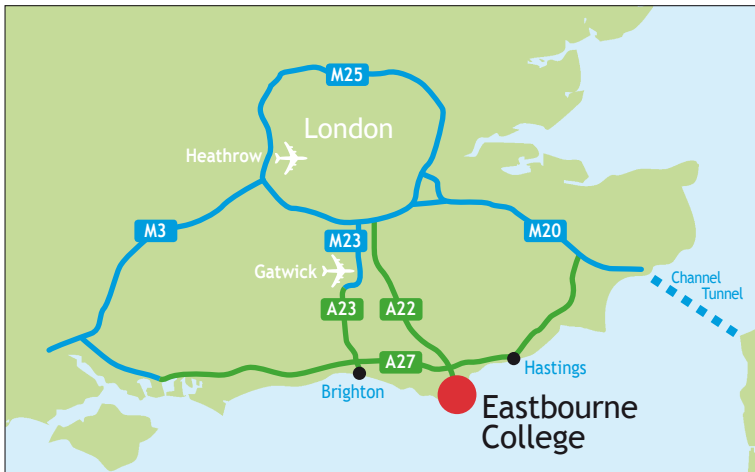 M25
London
Heathrow
M3
M23
M20
Gatwick
Channel
Tunnel
A23
A22
A27
Hastings
Brighton
Eastbourne
College